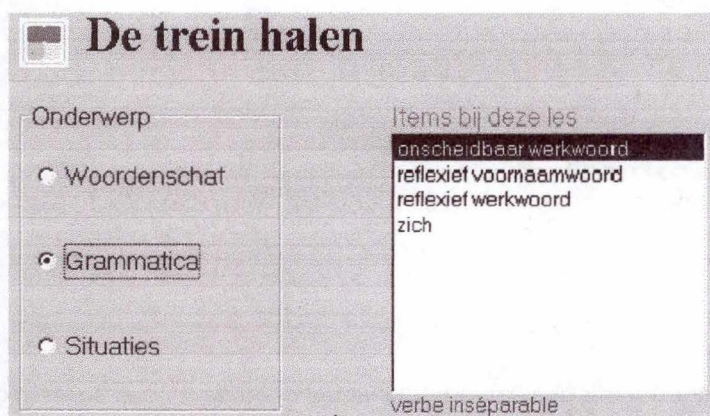 De trein halen
Onderwerp
Woordenschat
Grammatica
Situaties
Items bij deze les
onscheidbaar werkwoord
reflexief voornaamwoord
reflexief werkwoord
zich
verbe inséparable